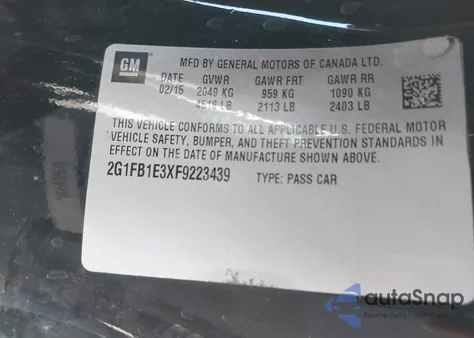 GM
MFD BY GENERAL MOTORS OF CANADA LTD.
DATE GVWR GAWR FRT GAWR RR
02/15 2049 KG 959 KG 1090 KG
4516 LB 2113 LB 2403 LB
THIS VEHICLE CONFORMS TO ALL APPLICABLE U.S. FEDERAL MOTOR
VEHICLE SAFETY, BUMPER, AND THEFT PREVENTION STANDARDS IN
EFFECT ON THE DATE OF MANUFACTURE SHOWN ABOVE.
2G1FB1E3XF9223439 TYPE: PASS CAR
autoSnap